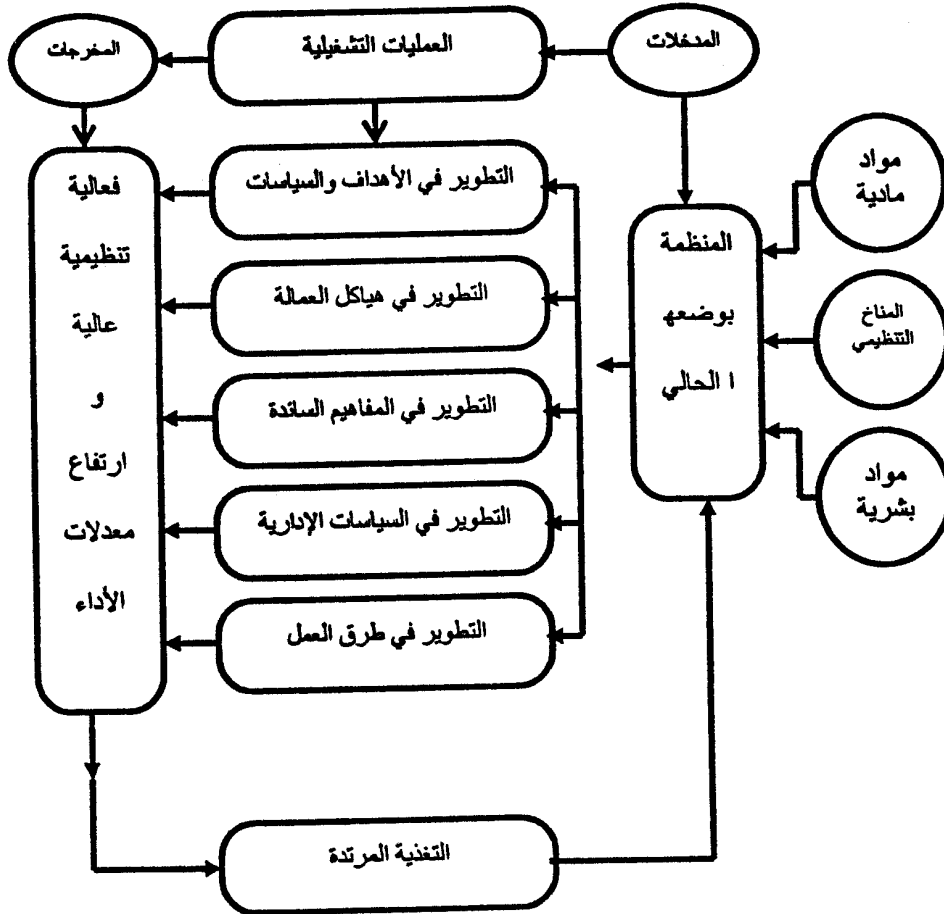 المدخلات
العمليات التشغيلية
المخرجات
مواد
مادية
المناخ
التنظيمي
مواد
بشرية
المنظمة
بوضعه
ا الحالي
التطوير في الأهداف والسياسات
التطوير في هياكل العمالة
التطوير في المفاهيم السائدة
التطوير في السياسات الإدارية
التطوير في طرق العمل
فعالية
تنظيمية
عالية
و
ارتفاع
معدلات
الأداء
التغذية المرتدة